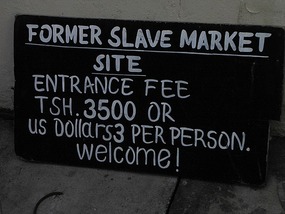 FORMER SLAVE MARKET
SITE
ENTRANCE FEE
TSH. 3500 OR
US DOLLARS3 PER PERSON.
Welcome!